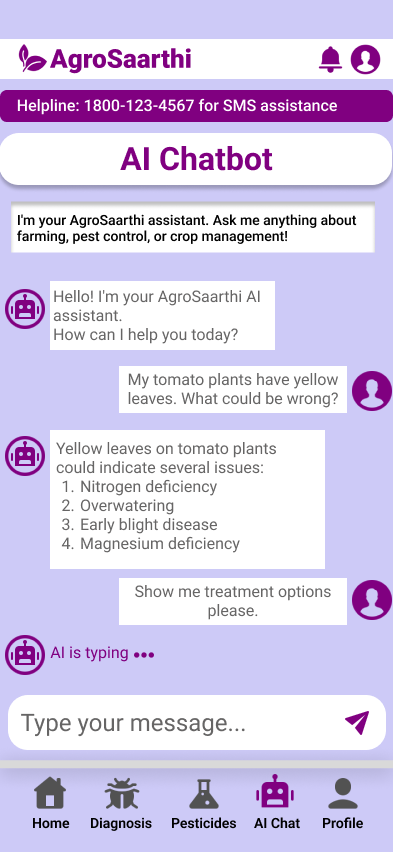 AgroSaarthi
Helpline: 1800-123-4567 for SMS assistance
AI Chatbot
I'm your AgroSaarthi assistant. Ask me anything about
farming, pest control, or crop management!
Hello! I'm your AgroSaarthi AI
assistant.
How can I help you today?
My tomato plants have yellow
leaves. What could be wrong?
Yellow leaves on tomato plants
could indicate several issues:
1. Nitrogen deficiency
2. Overwatering
3. Early blight disease
4. Magnesium deficiency
Show me treatment options
please.
AI is typing •••
Type your message...
Home Diagnosis Pesticides AI Chat Profile